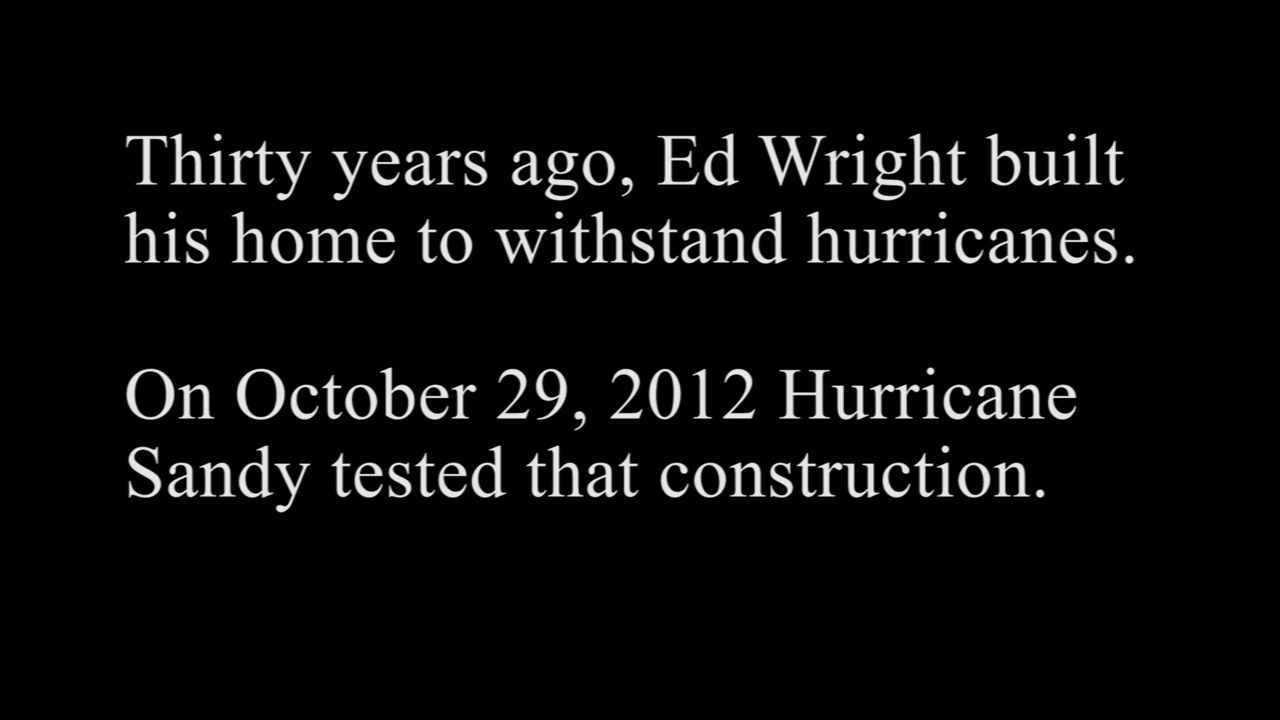 Thirty years ago, Ed Wright built
his home to withstand hurricanes.
On October 29, 2012 Hurricane
Sandy tested that construction.